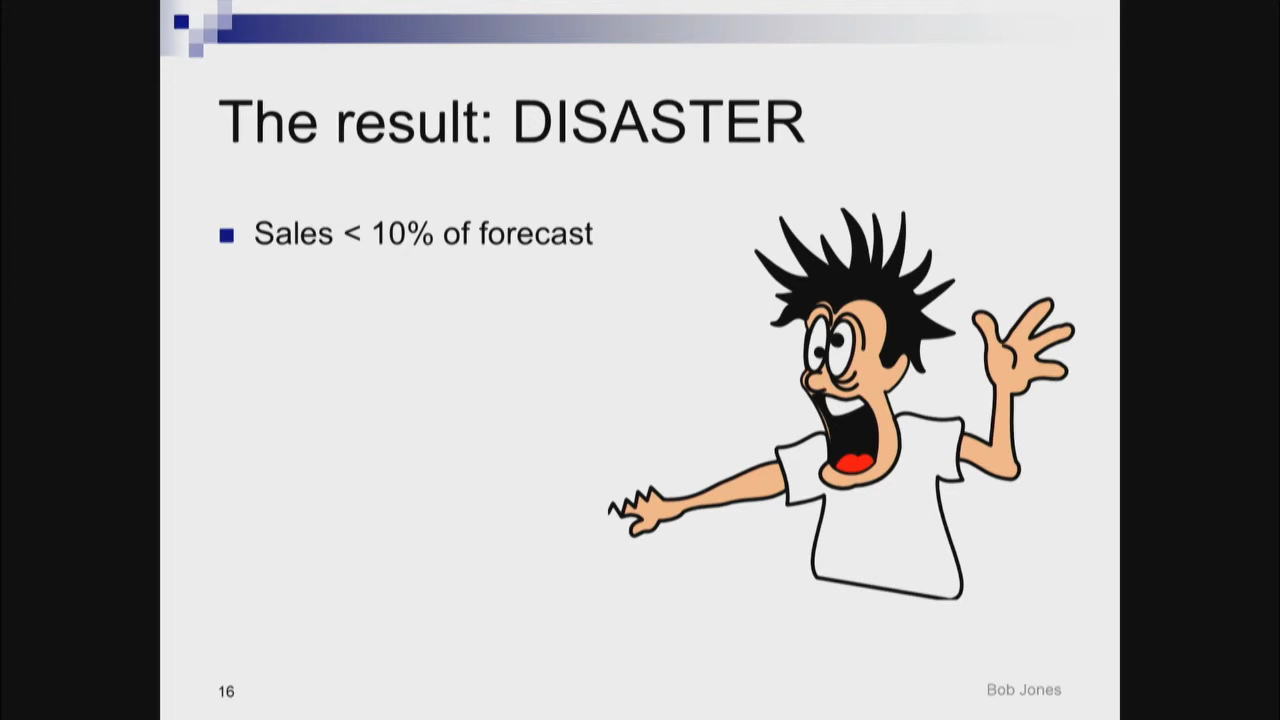 The result: DISASTER
Sales < 10% of forecast
16
Bob Jones